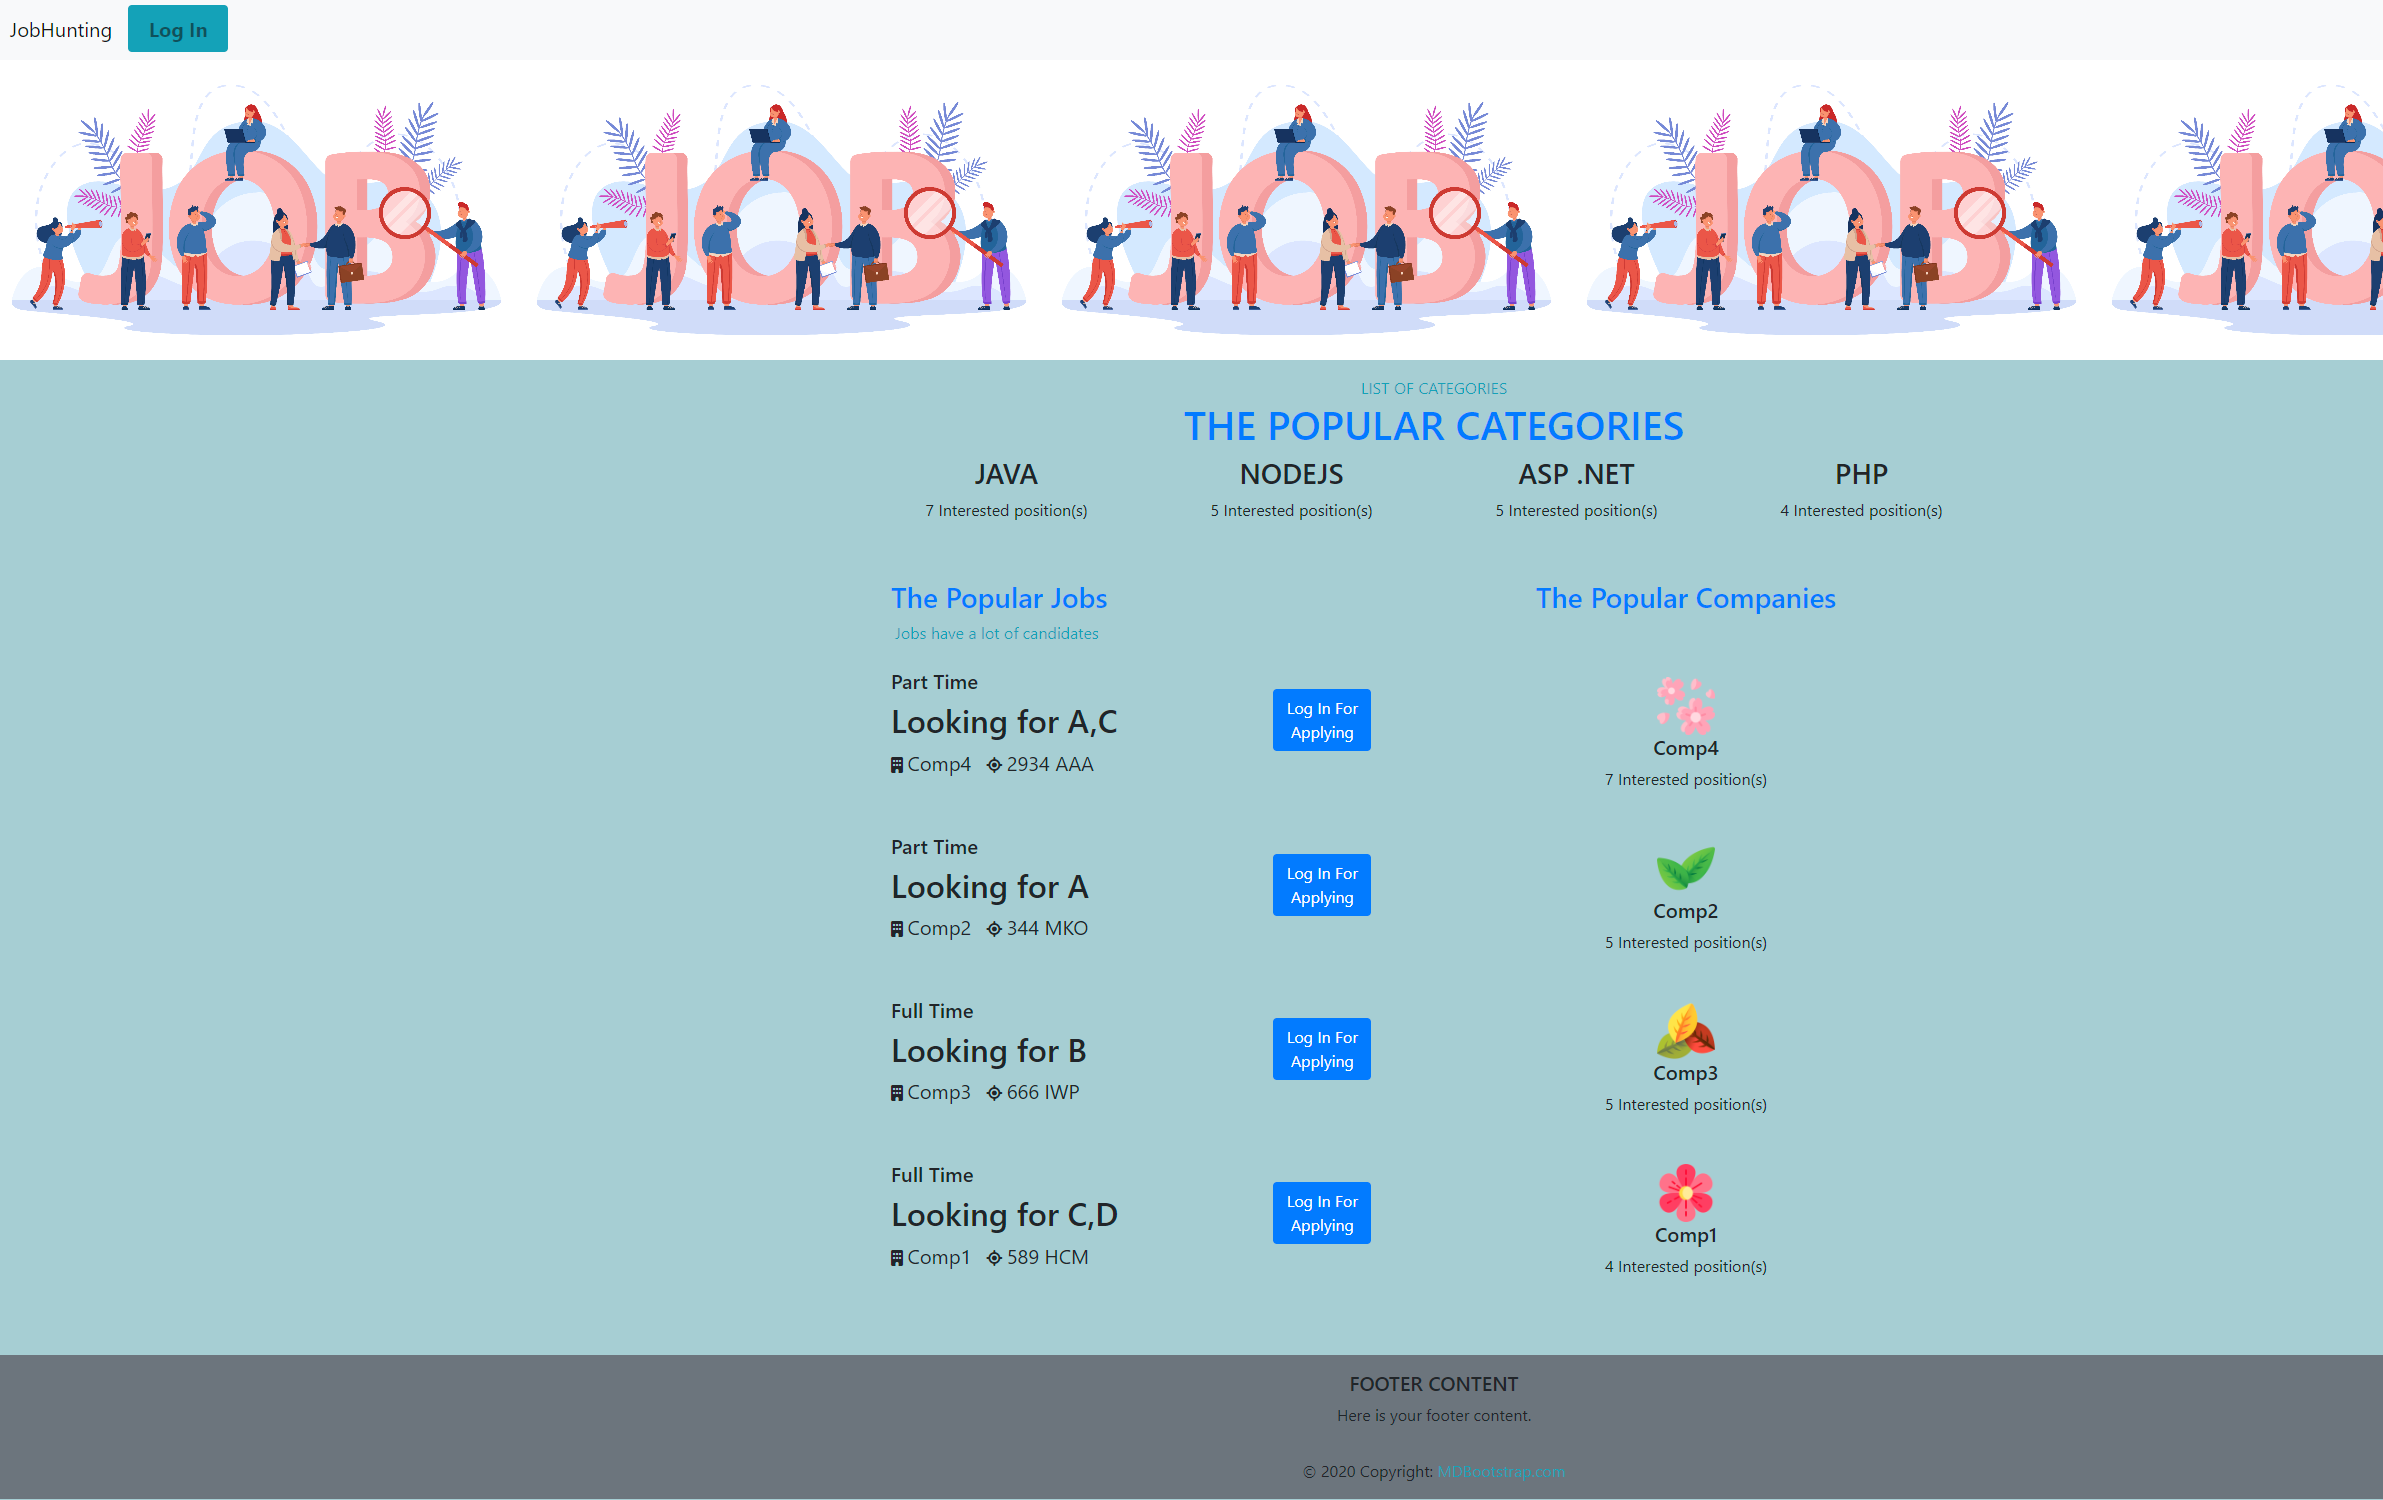 JobHunting Log In
JOB JOB JOB JOB JO
LIST OF CATEGORIES
THE POPULAR CATEGORIES
JAVA NODEJS ASP .NET PHP
7 Interested position(s) 5 Interested position(s) 5 Interested position(s) 4 Interested position(s)
The Popular Jobs
Jobs have a lot of candidates
Part Time
Looking for A,C
Comp4 2934 AAA
Log In For
Applying
Part Time
Looking for A
Comp2 344 MKO
Log In For
Applying
Full Time
Looking for B
Comp3 666 IWP
Log In For
Applying
Full Time
Looking for C,D
Comp1 589 HCM
Log In For
Applying
The Popular Companies
Comp4
7 Interested position(s)
Comp2
5 Interested position(s)
Comp3
5 Interested position(s)
Comp1
4 Interested position(s)
FOOTER CONTENT
Here is your footer content.
© 2020 Copyright: MDBootstrap.com